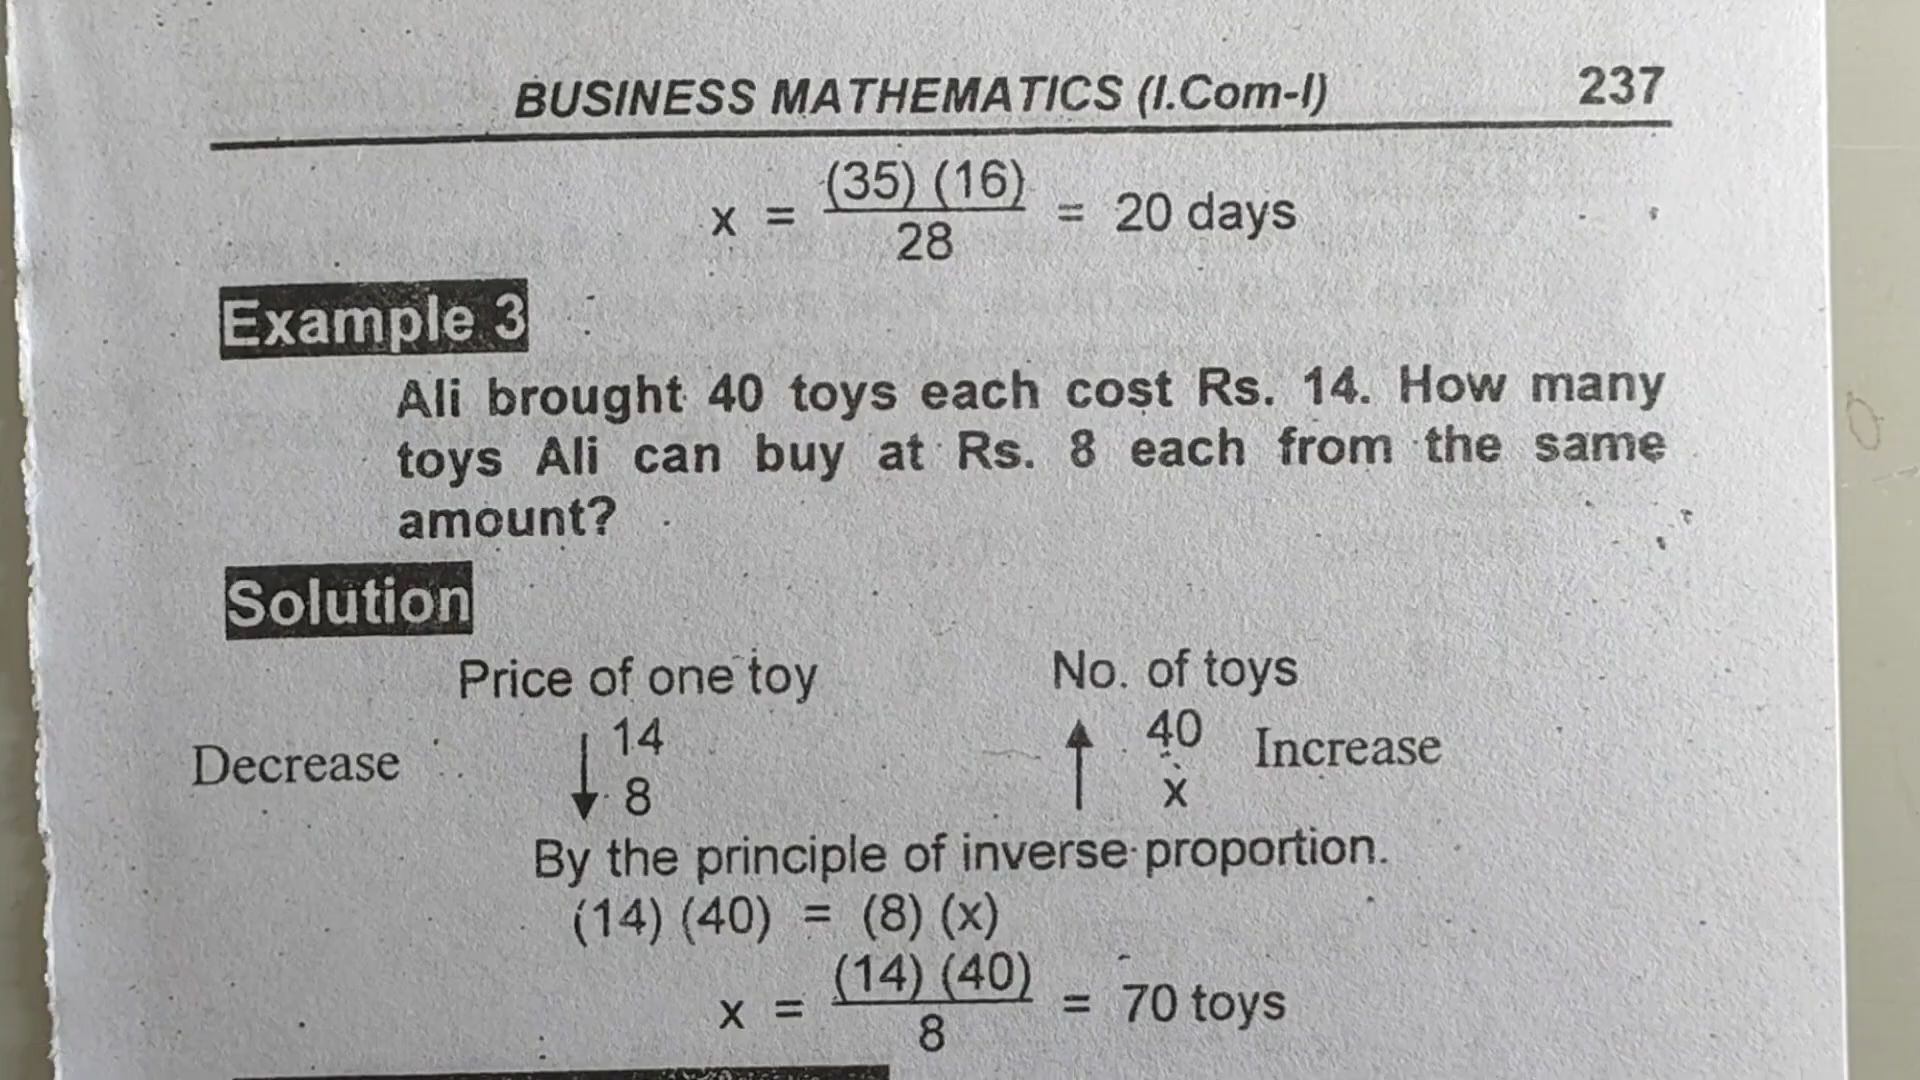 BUSINESS MATHEMATICS (I.Com-I) 237
x = (35) (16) / 28 = 20 days
Example 3
Ali brought 40 toys each cost Rs. 14. How many
toys Ali can buy at Rs. 8 each from the same
amount?
Solution
Price of one toy No. of toys
Decrease ↓ 14 ↑ 40 Increase
8 x
By the principle of inverse proportion.
(14) (40) = (8) (x)
x = (14) (40) / 8 = 70 toys